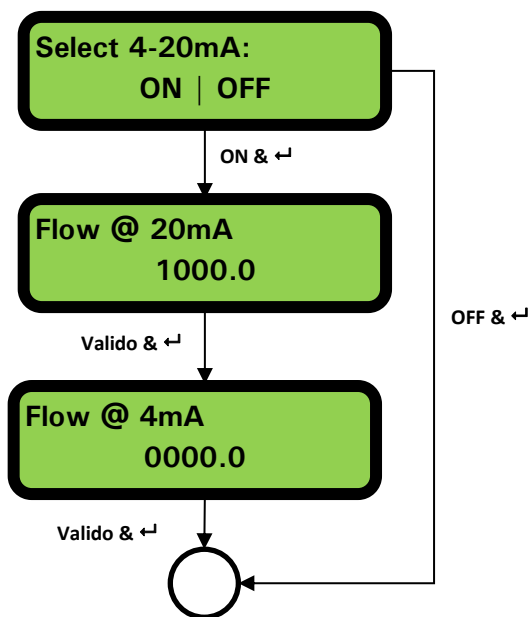 Select 4-20mA:
ON | OFF
ON & ↵
Flow @ 20mA
1000.0
OFF & ↵
Valido & ↵
Flow @ 4mA
0000.0
Valido & ↵